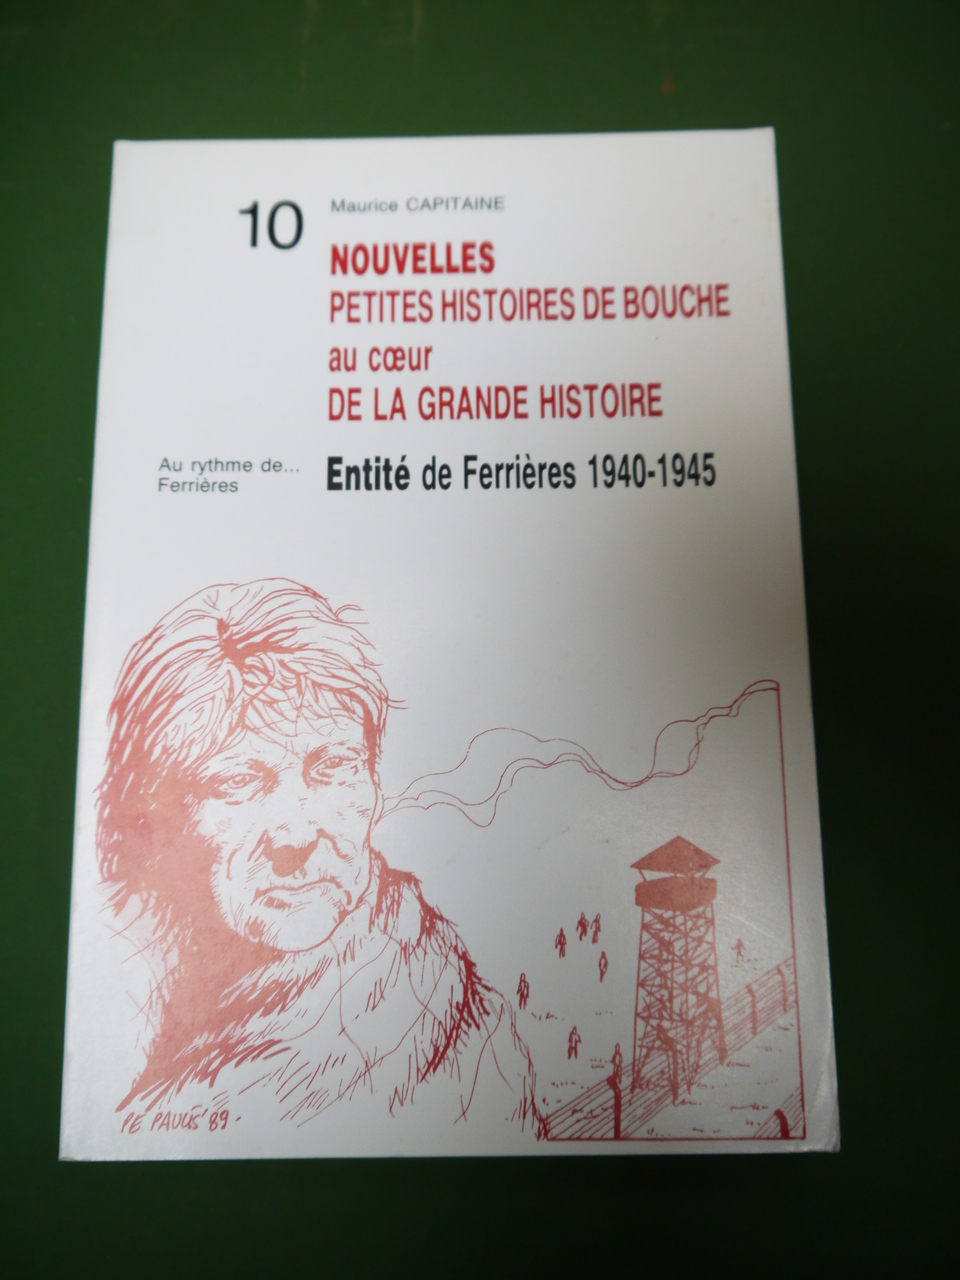 10
Maurice CAPITAINE
NOUVELLES
PETITES HISTOIRES DE BOUCHE
au cœur
DE LA GRANDE HISTOIRE
Au rythme de...
Ferrières
Entité de Ferrières 1940-1945
PE PAULIS '89 -